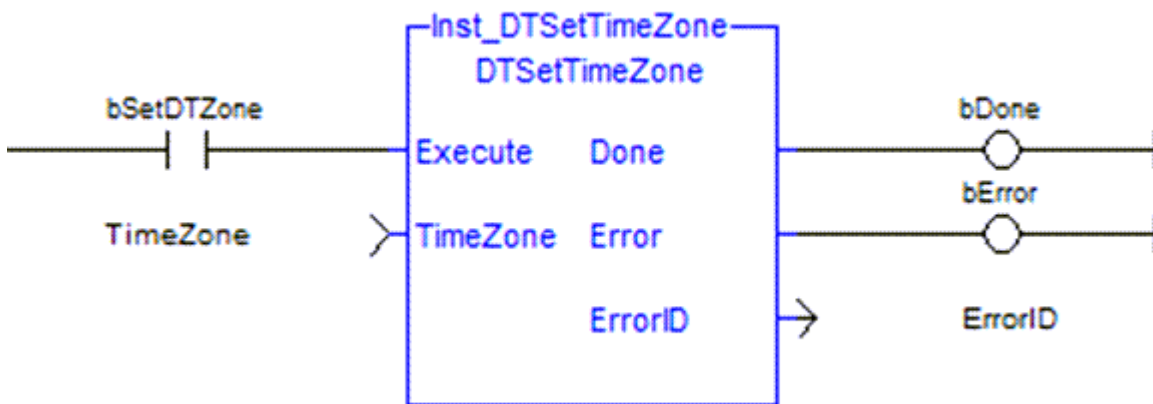 Inst_DTSetTimeZone
DTSetTimeZone
bSetDTZone
bDone
Execute
Done
bError
TimeZone
TimeZone
Error
ErrorID
ErrorID